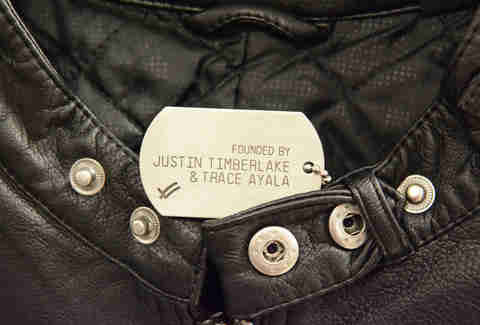 FOUNDED BY
JUSTIN TIMBERLAKE
& TRACE AYALA